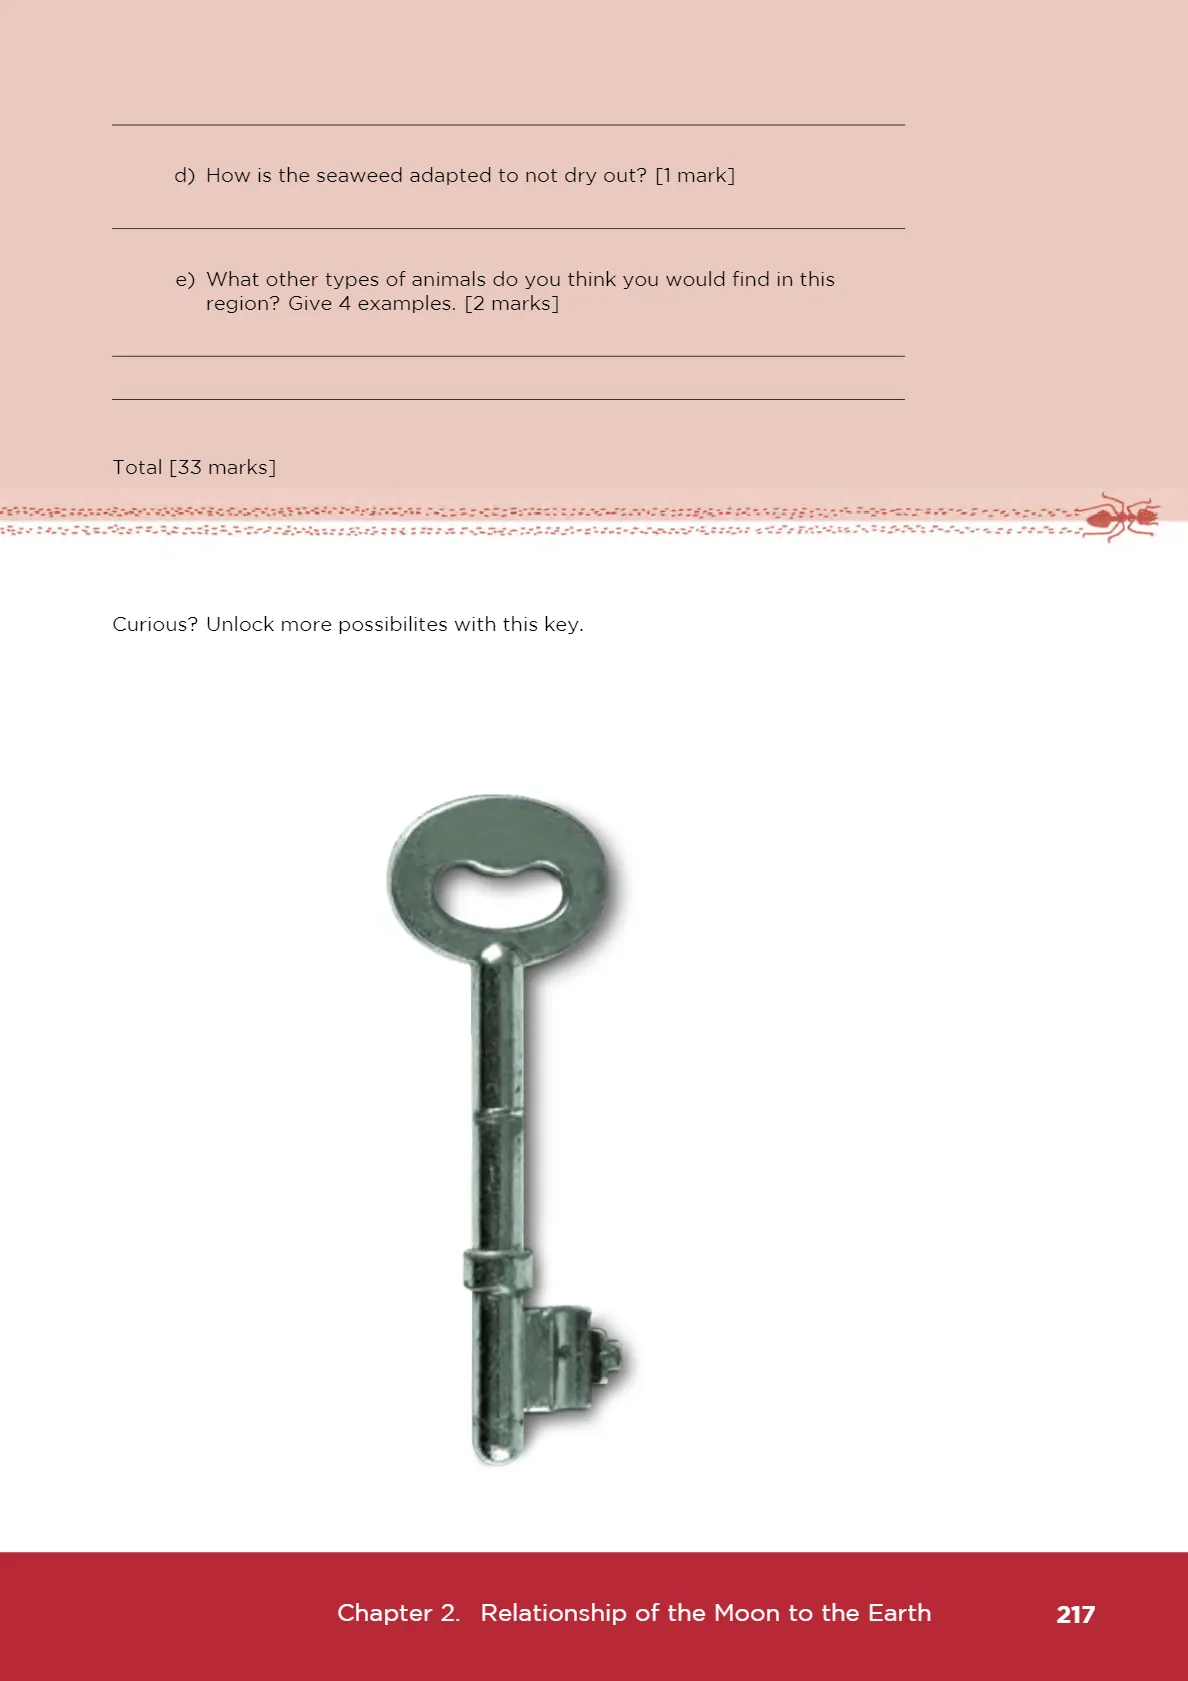 d) How is the seaweed adapted to not dry out? [1 mark]
e) What other types of animals do you think you would find in this
region? Give 4 examples. [2 marks]
Total [33 marks]
Curious? Unlock more possibilites with this key.
Chapter 2. Relationship of the Moon to the Earth 217